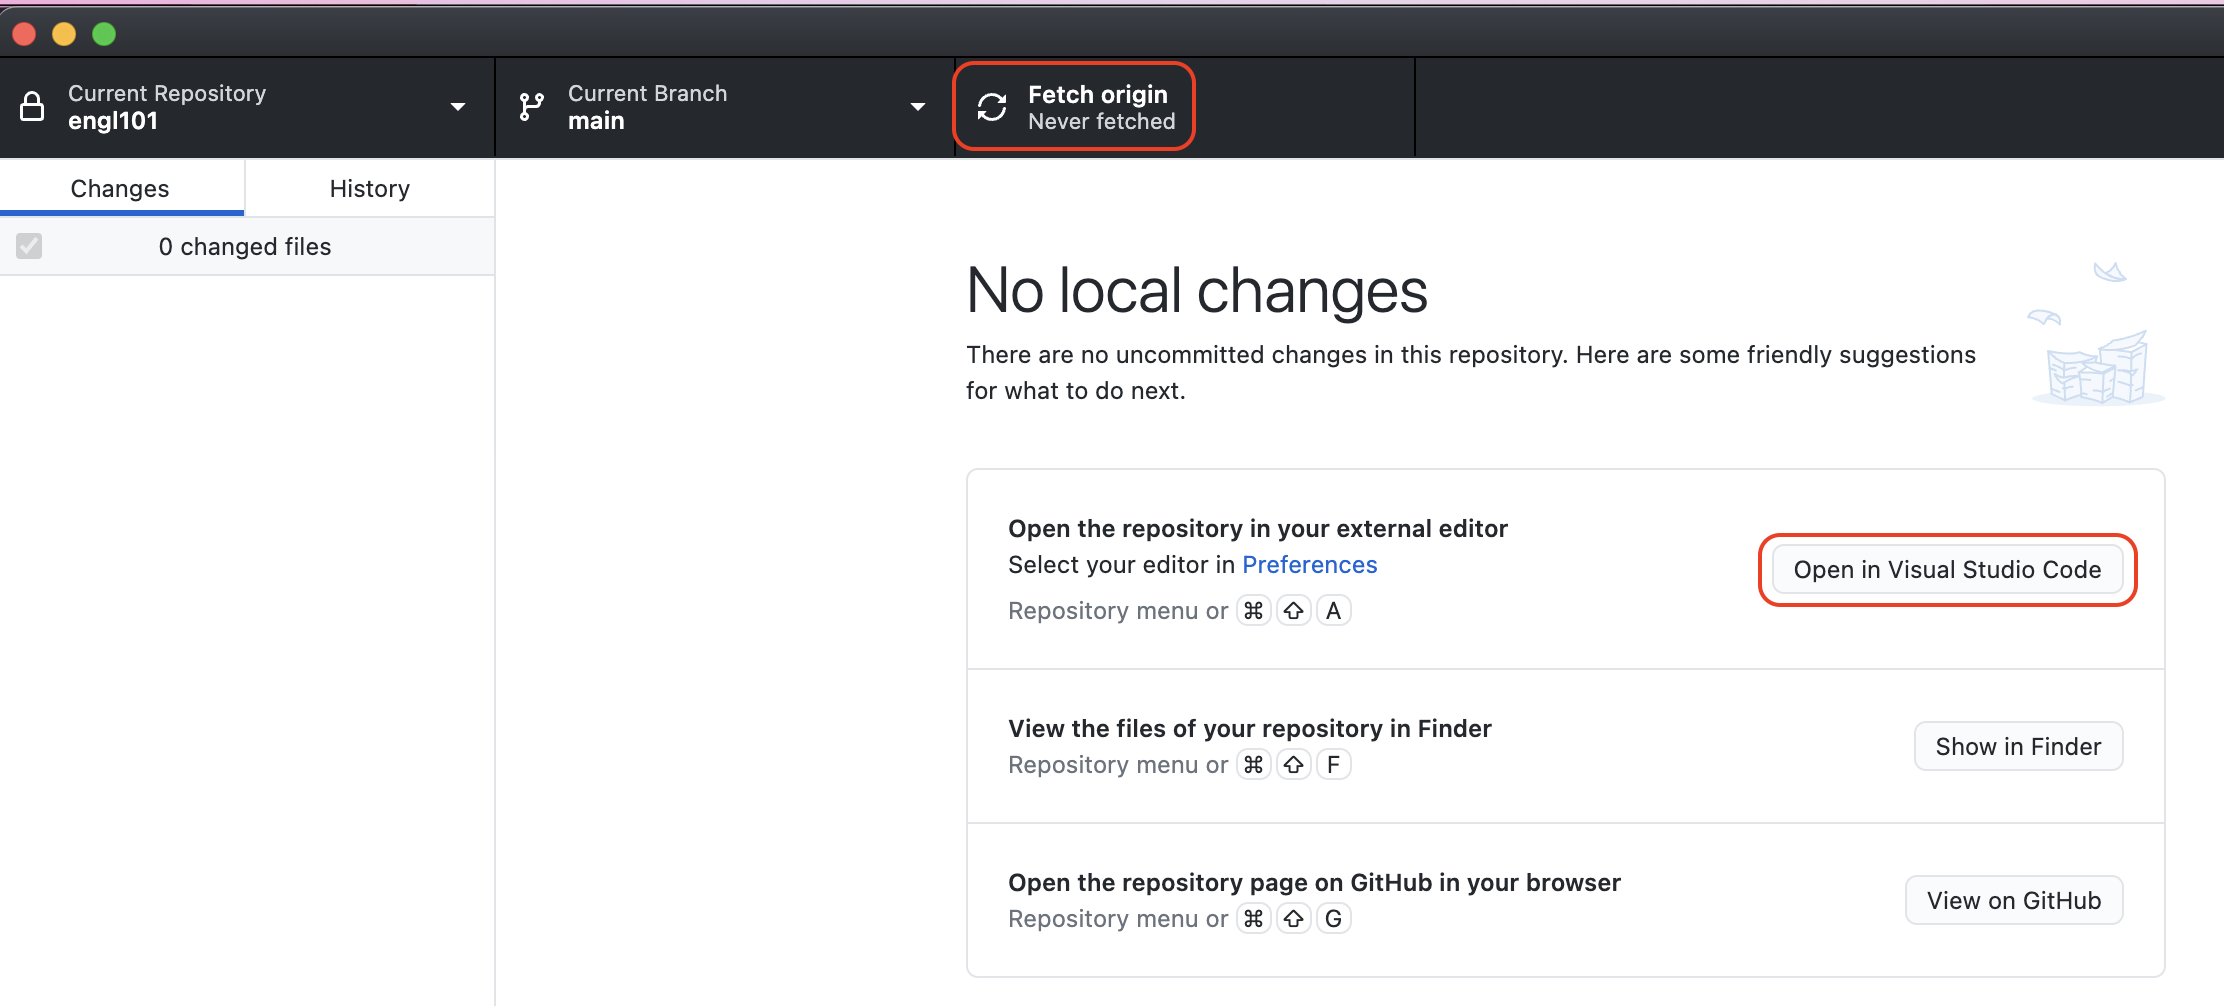 Current Repository
engl101
Current Branch
main
Fetch origin
Never fetched
Changes
History
0 changed files
No local changes
There are no uncommitted changes in this repository. Here are some friendly suggestions
for what to do next.
Open the repository in your external editor
Select your editor in Preferences
Repository menu or ⌘ ⇧ A
Open in Visual Studio Code
View the files of your repository in Finder
Repository menu or ⌘ ⇧ F
Show in Finder
Open the repository page on GitHub in your browser
Repository menu or ⌘ ⇧ G
View on GitHub